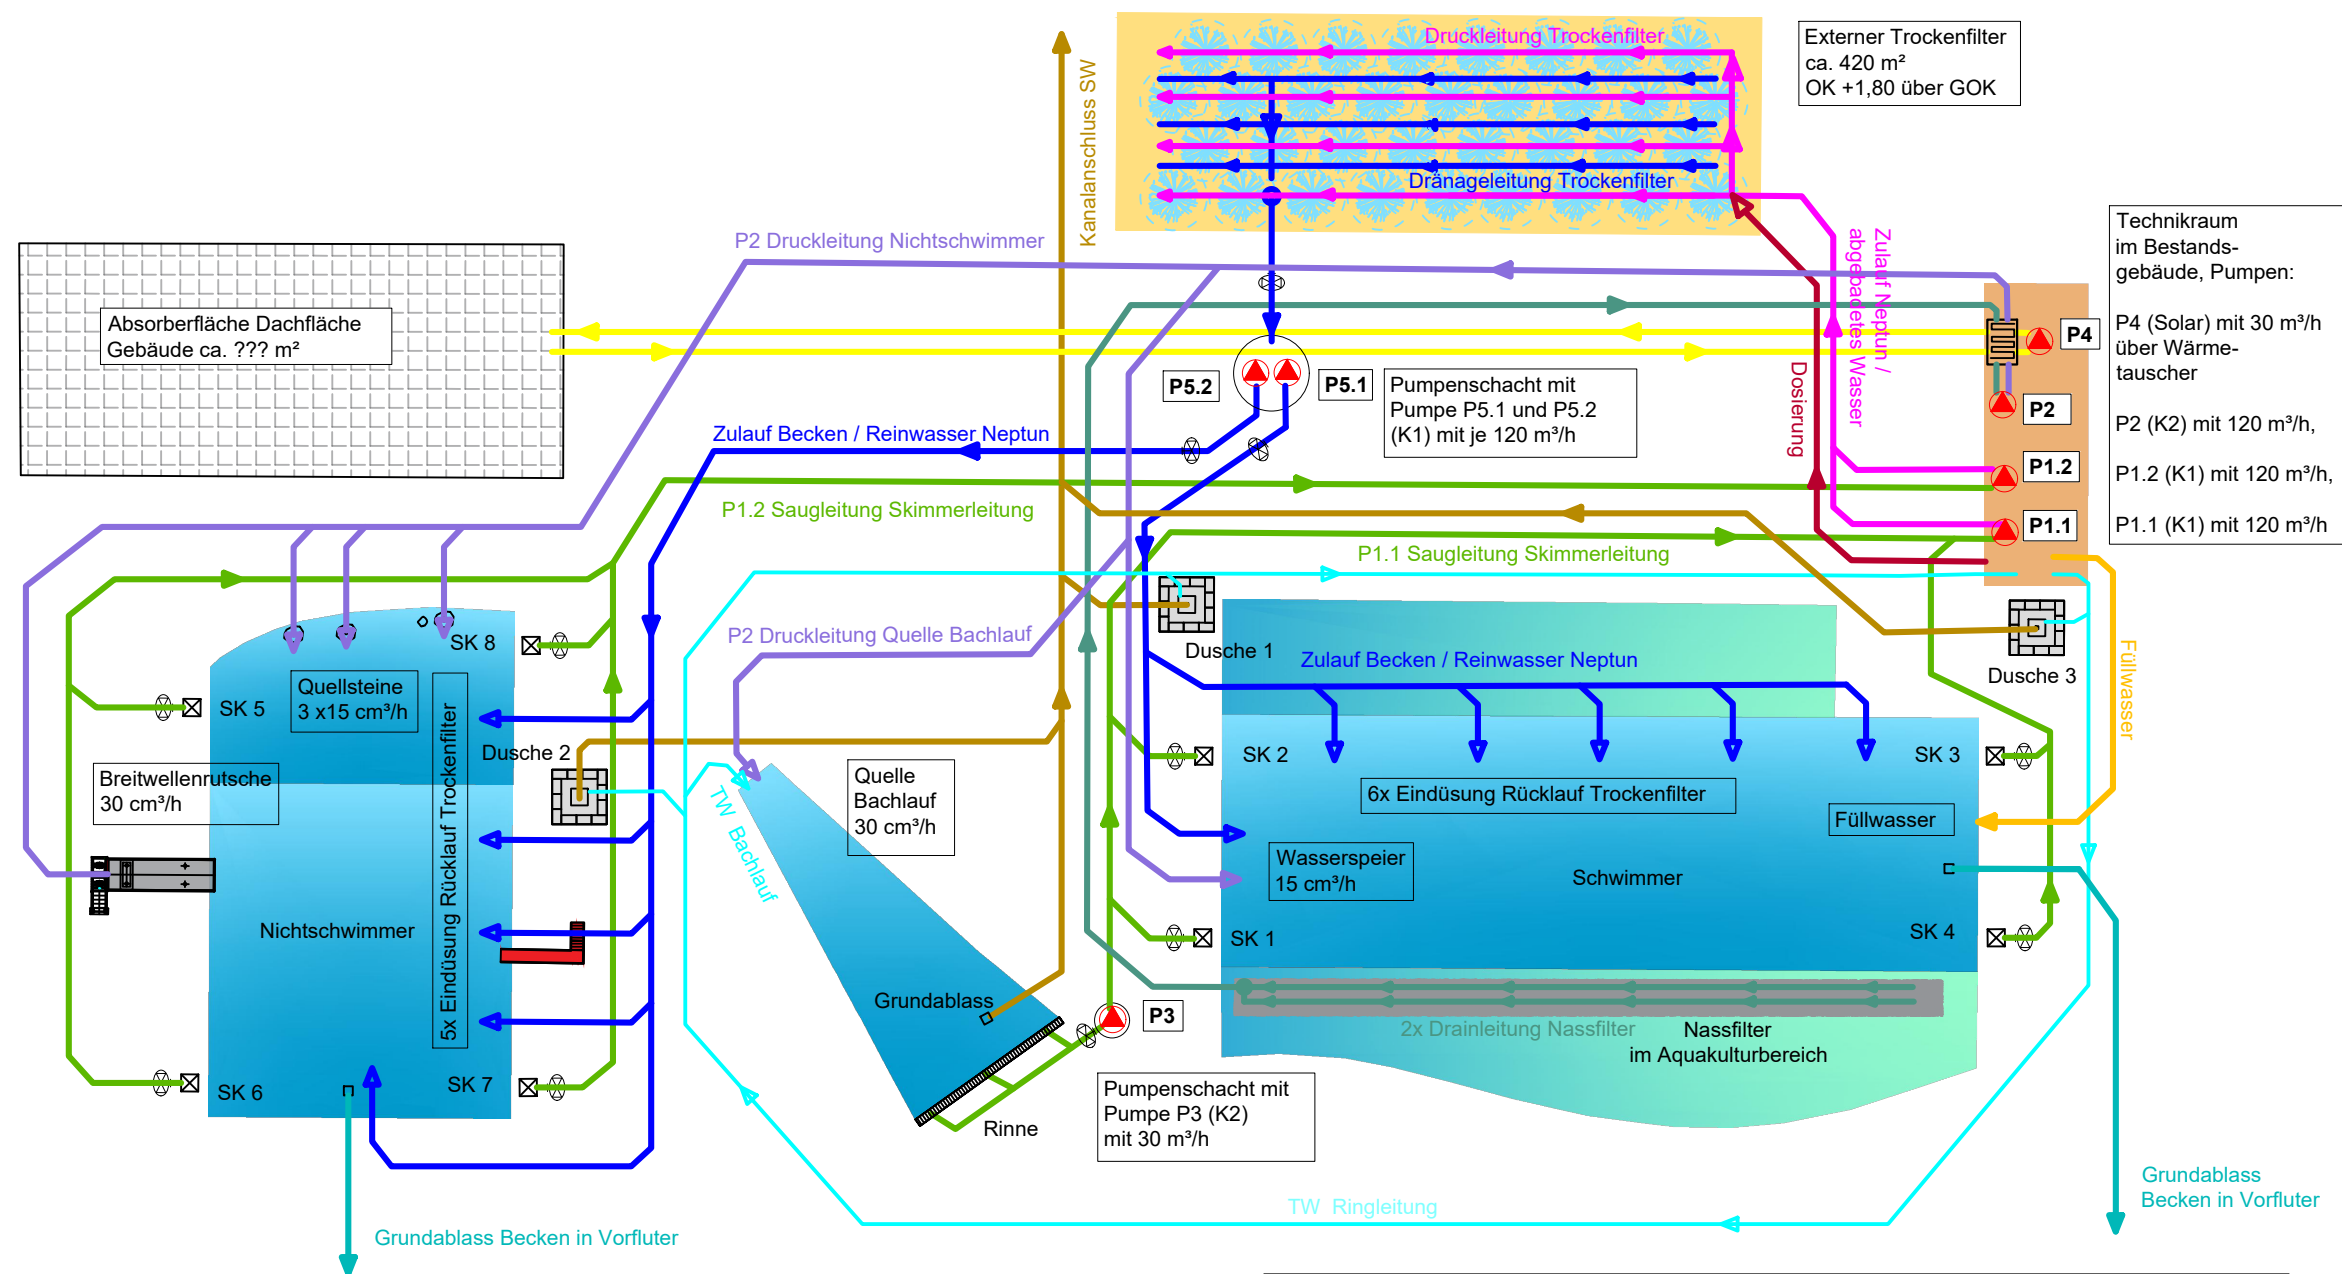 Druckleitung Trockenfilter
Externer Trockenfilter
ca. 420 m²
OK +1,80 über GOK
Kanalanschluss SW
Dränageleitung Trockenfilter
P2 Druckleitung Nichtschwimmer
Zulauf Neptun /
abgebadetes Wasser
Technikraum
im Bestands-
gebäude, Pumpen:
P4 (Solar) mit 30 m³/h
über Wärme-
tauscher
P2 (K2) mit 120 m³/h,
P1.2 (K1) mit 120 m³/h,
P1.1 (K1) mit 120 m³/h
Absorberfläche Dachfläche
Gebäude ca. ??? m²
P4
P2
P1.2
P1.1
P5.2
P5.1
Pumpenschacht mit
Pumpe P5.1 und P5.2
(K1) mit je 120 m³/h
Dosierung
Zulauf Becken / Reinwasser Neptun
P1.2 Saugleitung Skimmerleitung
P1.1 Saugleitung Skimmerleitung
P2 Druckleitung Quelle Bachlauf
Dusche 1
Zulauf Becken / Reinwasser Neptun
Dusche 3
Füllwasser
SK 8
Quellsteine
3 x15 cm³/h
SK 5
5x Eindüsung Rücklauf Trockenfilter
Dusche 2
Breitwellenrutsche
30 cm³/h
Nichtschwimmer
SK 6
SK 7
TW Bachlauf
Quelle
Bachlauf
30 cm³/h
Grundablass
Rinne
P3
Pumpenschacht mit
Pumpe P3 (K2)
mit 30 m³/h
SK 2
SK 3
6x Eindüsung Rücklauf Trockenfilter
Füllwasser
Wasserspeier
15 cm³/h
Schwimmer
SK 1
SK 4
2x Drainleitung Nassfilter
Nassfilter
im Aquakulturbereich
TW Ringleitung
Grundablass
Becken in Vorfluter
Grundablass Becken in Vorfluter